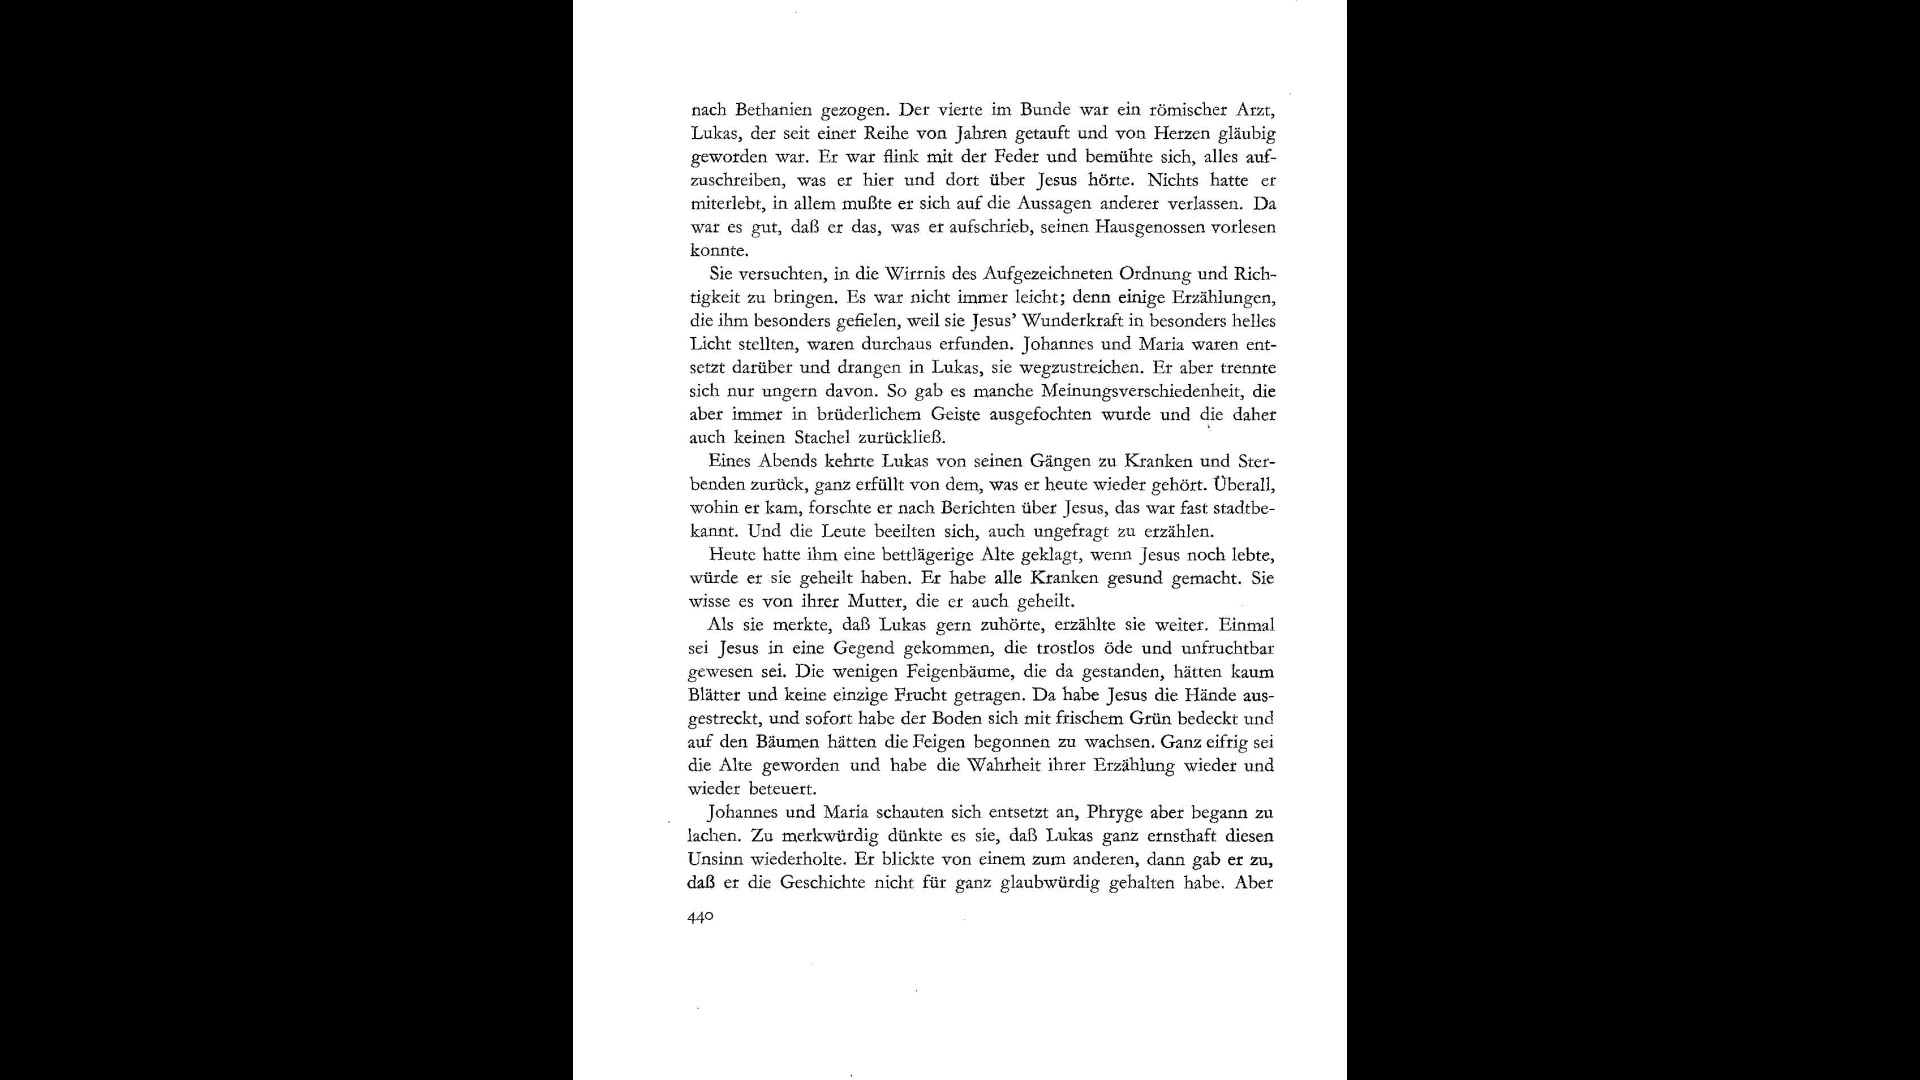 nach Bethanien gezogen. Der vierte im Bunde war ein römischer Arzt,
Lukas, der seit einer Reihe von Jahren getauft und von Herzen gläubig
geworden war. Er war flink mit der Feder und bemühte sich, alles auf-
zuschreiben, was er hier und dort über Jesus hörte. Nichts hatte er
miterlebt, in allem mußte er sich auf die Aussagen anderer verlassen. Da
war es gut, daß er das, was er aufschrieb, seinen Hausgenossen vorlesen
konnte.
Sie versuchten, in die Wirrnis des Aufgezeichneten Ordnung und Rich-
tigkeit zu bringen. Es war nicht immer leicht; denn einige Erzählungen,
die ihm besonders gefielen, weil sie Jesus’ Wunderkraft in besonders helles
Licht stellten, waren durchaus erfunden. Johannes und Maria waren ent-
setzt darüber und drangen in Lukas, sie wegzustreichen. Er aber trennte
sich nur ungern davon. So gab es manche Meinungsverschiedenheit, die
aber immer in brüderlichem Geiste ausgefochten wurde und die daher
auch keinen Stachel zurückließ.
Eines Abends kehrte Lukas von seinen Gängen zu Kranken und Ster-
benden zurück, ganz erfüllt von dem, was er heute wieder gehört. Überall,
wohin er kam, forschte er nach Berichten über Jesus, das war fast stadtbe-
kannt. Und die Leute beeilten sich, auch ungefragt zu erzählen.
Heute hatte ihm eine bettlägerige Alte geklagt, wenn Jesus noch lebte,
würde er sie geheilt haben. Er habe alle Kranken gesund gemacht. Sie
wisse es von ihrer Mutter, die er auch geheilt.
Als sie merkte, daß Lukas gern zuhörte, erzählte sie weiter. Einmal
sei Jesus in eine Gegend gekommen, die trostlos öde und unfruchtbar
gewesen sei. Die wenigen Feigenbäume, die da gestanden, hätten kaum
Blätter und keine einzige Frucht getragen. Da habe Jesus die Hände aus-
gestreckt, und sofort habe der Boden sich mit frischem Grün bedeckt und
auf den Bäumen hätten die Feigen begonnen zu wachsen. Ganz eifrig sei
die Alte geworden und habe die Wahrheit ihrer Erzählung wieder und
wieder beteuert.
Johannes und Maria schauten sich entsetzt an, Phryge aber begann zu
lachen. Zu merkwürdig dünkte es sie, daß Lukas ganz ernsthaft diesen
Unsinn wiederholte. Er blickte von einem zum anderen, dann gab er zu,
daß er die Geschichte nicht für ganz glaubwürdig gehalten habe. Aber
440